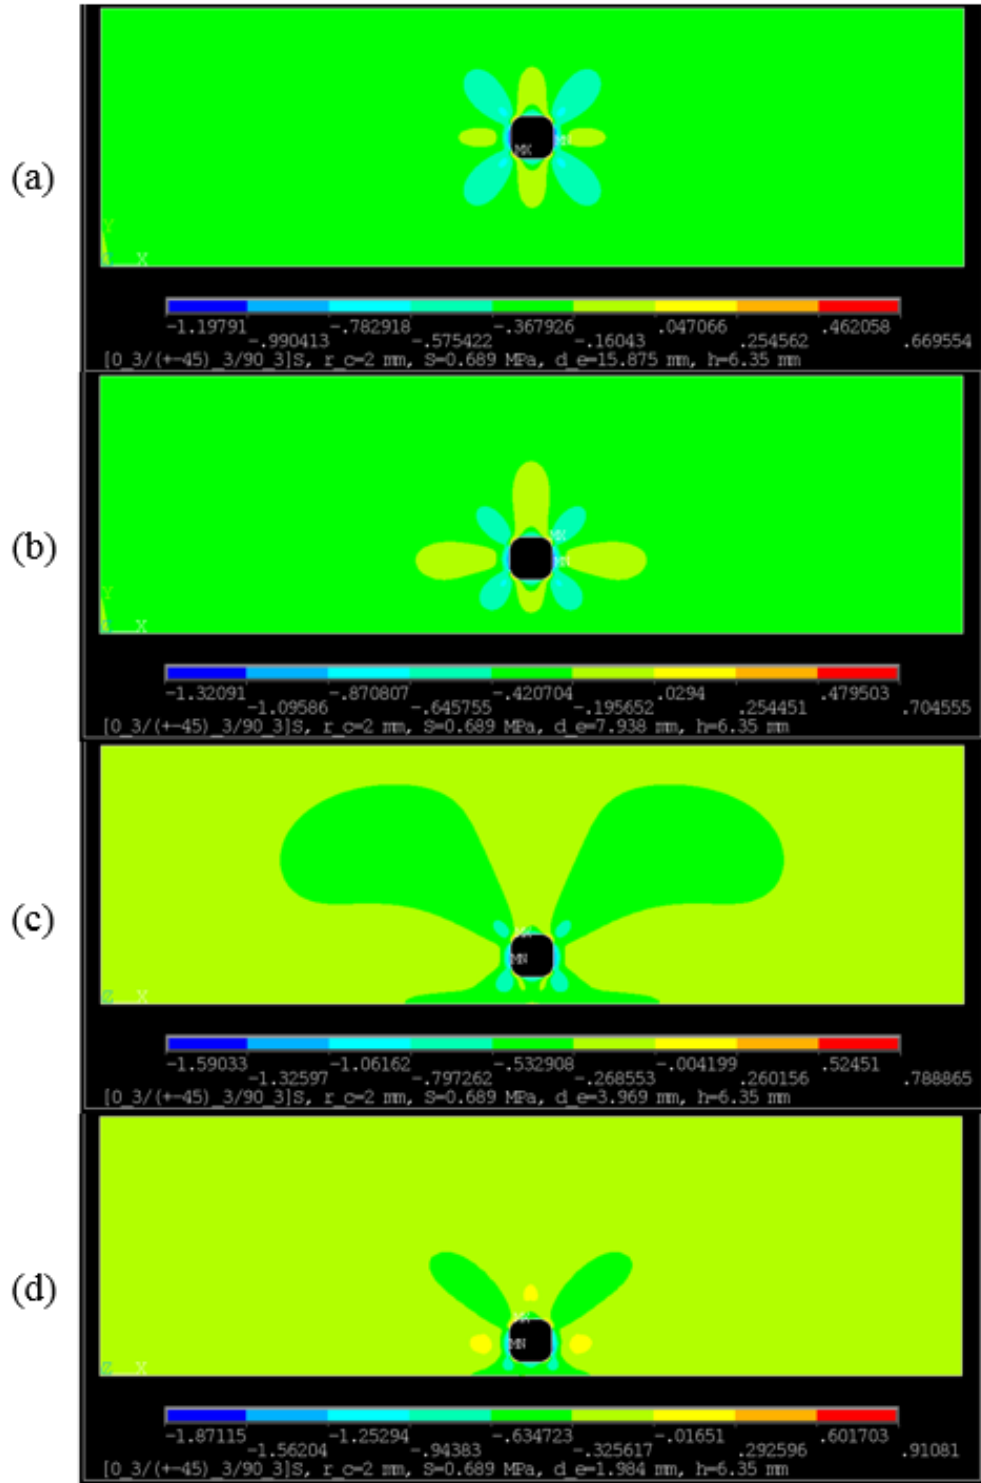 (a)
MX
MN
Y
Z X
-1.19791 -.782918 -.367926 .047066 .462058
-.990413 -.575422 -.16043 .254562 .669554
[0_3/(+-45)_3/90_3]S, r_c=2 mm, S=0.689 MPa, d_e=15.875 mm, h=6.35 mm
(b)
MX
MN
Y
Z X
-1.32091 -.870807 -.420704 .0294 .479503
-1.09586 -.645755 -.195652 .254451 .704555
[0_3/(+-45)_3/90_3]S, r_c=2 mm, S=0.689 MPa, d_e=7.938 mm, h=6.35 mm
(c)
MX
MN
Z X
-1.59033 -1.06162 -.532908 -.004199 .52451
-1.32597 -.797262 -.268553 .260156 .788865
[0_3/(+-45)_3/90_3]S, r_c=2 mm, S=0.689 MPa, d_e=3.969 mm, h=6.35 mm
(d)
MX
MN
Z X
-1.87115 -1.25294 -.634723 -.01651 .601703
-1.56204 -.94383 -.325617 .292596 .91081
[0_3/(+-45)_3/90_3]S, r_c=2 mm, S=0.689 MPa, d_e=1.984 mm, h=6.35 mm